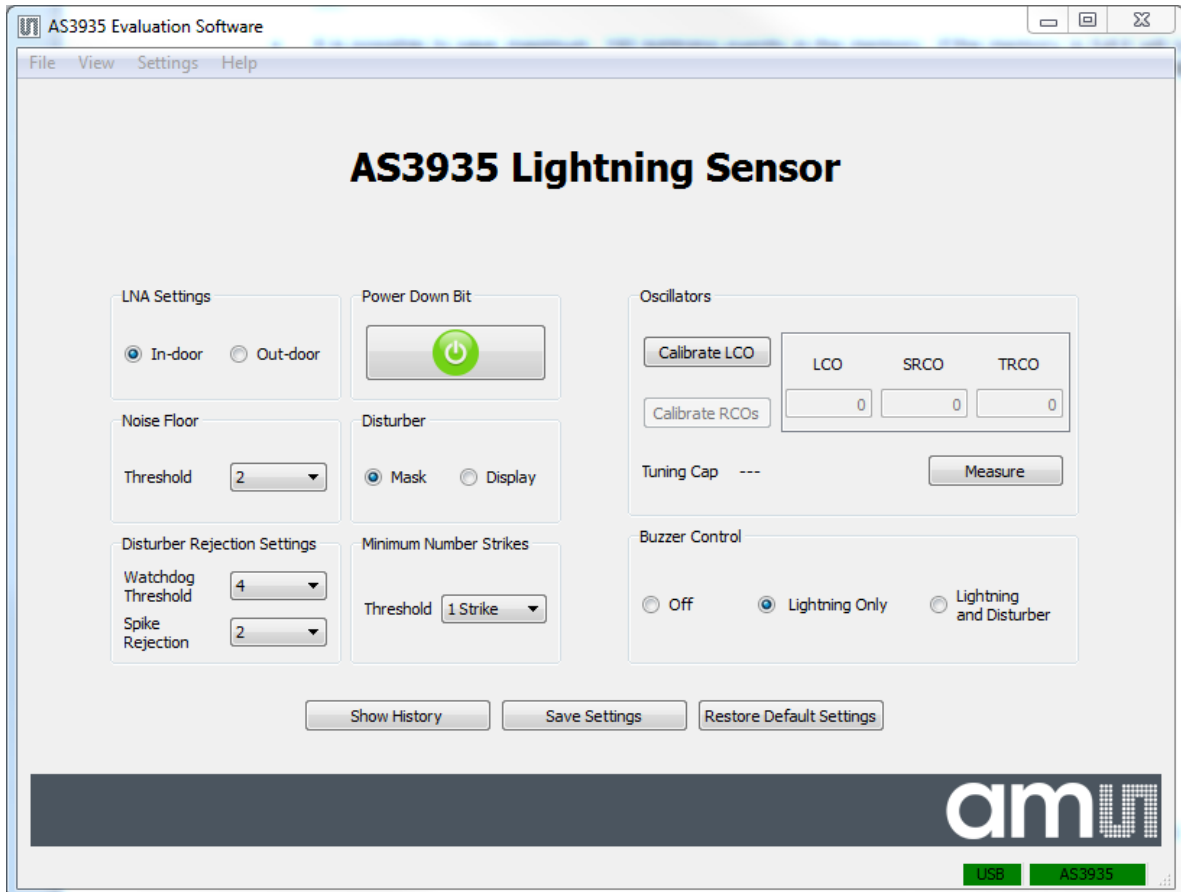 AS3935 Evaluation Software
File View Settings Help
AS3935 Lightning Sensor
LNA Settings
In-door Out-door
Power Down Bit
Oscillators
Calibrate LCO
LCO SRCO TRCO
0 0 0
Calibrate RCOs
Tuning Cap --- Measure
Noise Floor
Threshold 2
Disturber
Mask Display
Disturber Rejection Settings
Watchdog
Threshold
4
Spike
Rejection
2
Minimum Number Strikes
Threshold 1 Strike
Buzzer Control
Off Lightning Only Lightning
and Disturber
Show History Save Settings Restore Default Settings
am
USB AS3935